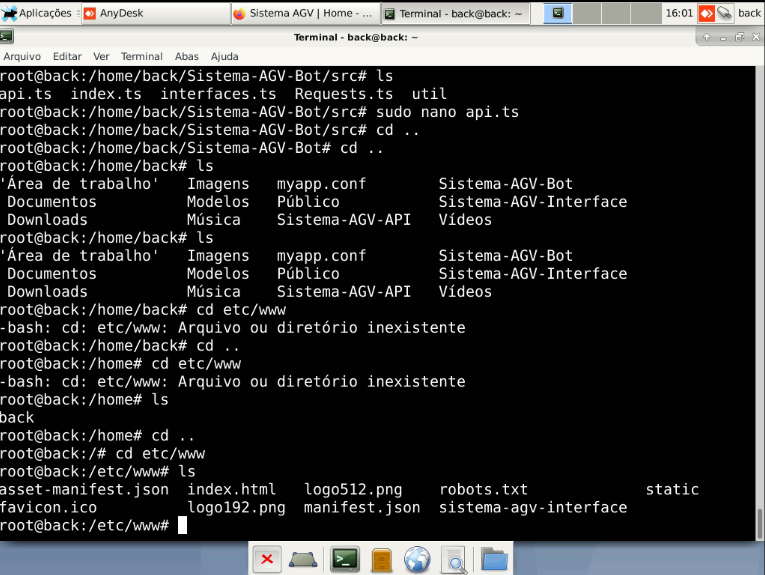 Aplicações
AnyDesk
Sistema AGV | Home - ...
Terminal - back@back: ~
16:01
back
Terminal - back@back: ~
Arquivo Editar Ver Terminal Abas Ajuda
root@back:/home/back/Sistema-AGV-Bot/src# ls
api.ts index.ts interfaces.ts Requests.ts util
root@back:/home/back/Sistema-AGV-Bot/src# sudo nano api.ts
root@back:/home/back/Sistema-AGV-Bot/src# cd ..
root@back:/home/back/Sistema-AGV-Bot# cd ..
root@back:/home/back# ls
'Área de trabalho' Imagens myapp.conf Sistema-AGV-Bot
Documentos Modelos Público Sistema-AGV-Interface
Downloads Música Sistema-AGV-API Vídeos
root@back:/home/back# ls
'Área de trabalho' Imagens myapp.conf Sistema-AGV-Bot
Documentos Modelos Público Sistema-AGV-Interface
Downloads Música Sistema-AGV-API Vídeos
root@back:/home/back# cd etc/www
-bash: cd: etc/www: Arquivo ou diretório inexistente
root@back:/home/back# cd ..
root@back:/home# cd etc/www
-bash: cd: etc/www: Arquivo ou diretório inexistente
root@back:/home# ls
back
root@back:/home# cd ..
root@back:/# cd etc/www
root@back:/etc/www# ls
asset-manifest.json index.html logo512.png robots.txt static
favicon.ico logo192.png manifest.json sistema-agv-interface
root@back:/etc/www#